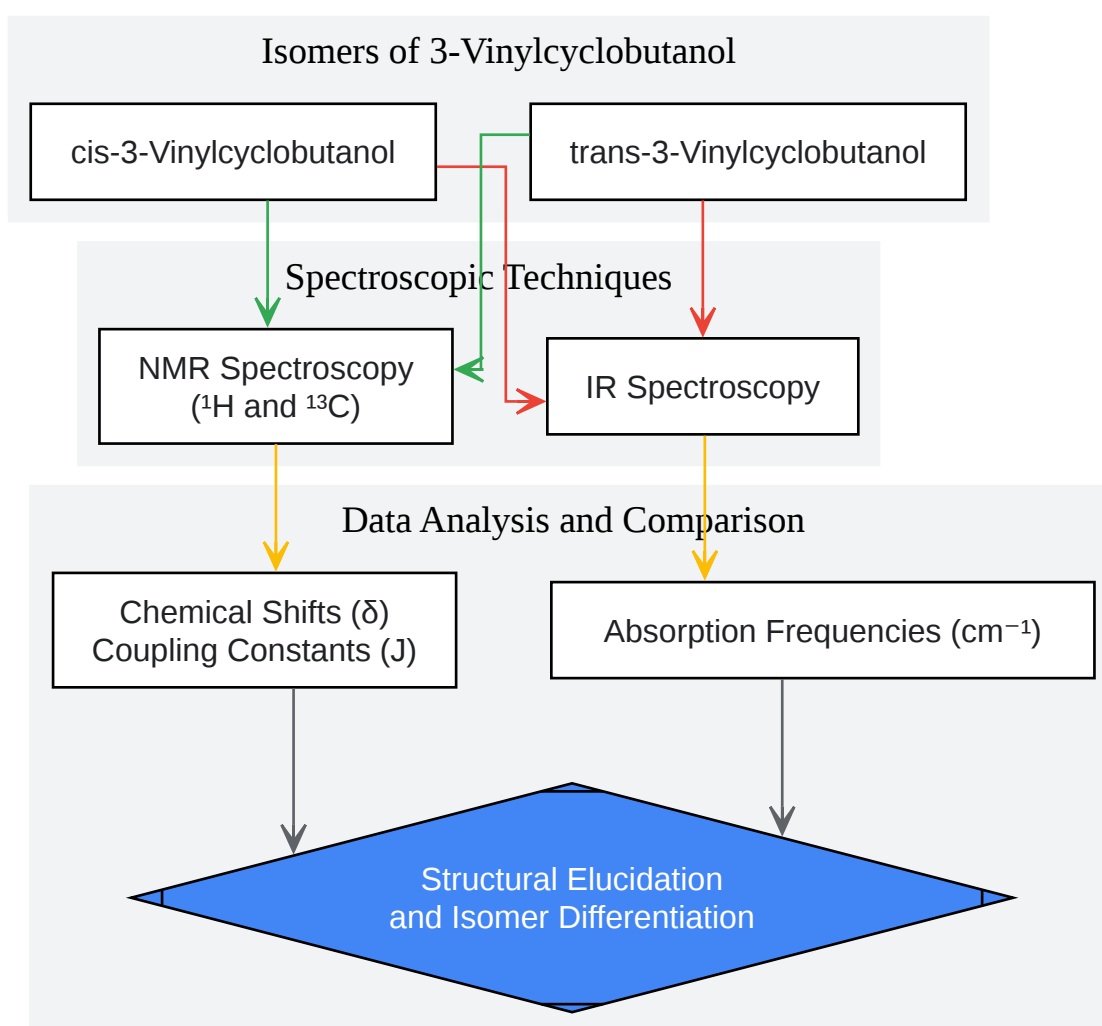 Isomers of 3-Vinylcyclobutanol
cis-3-Vinylcyclobutanol
trans-3-Vinylcyclobutanol
Spectroscopic Techniques
NMR Spectroscopy
(¹H and ¹³C)
IR Spectroscopy
Data Analysis and Comparison
Chemical Shifts (δ)
Coupling Constants (J)
Absorption Frequencies (cm⁻¹)
Structural Elucidation
and Isomer Differentiation